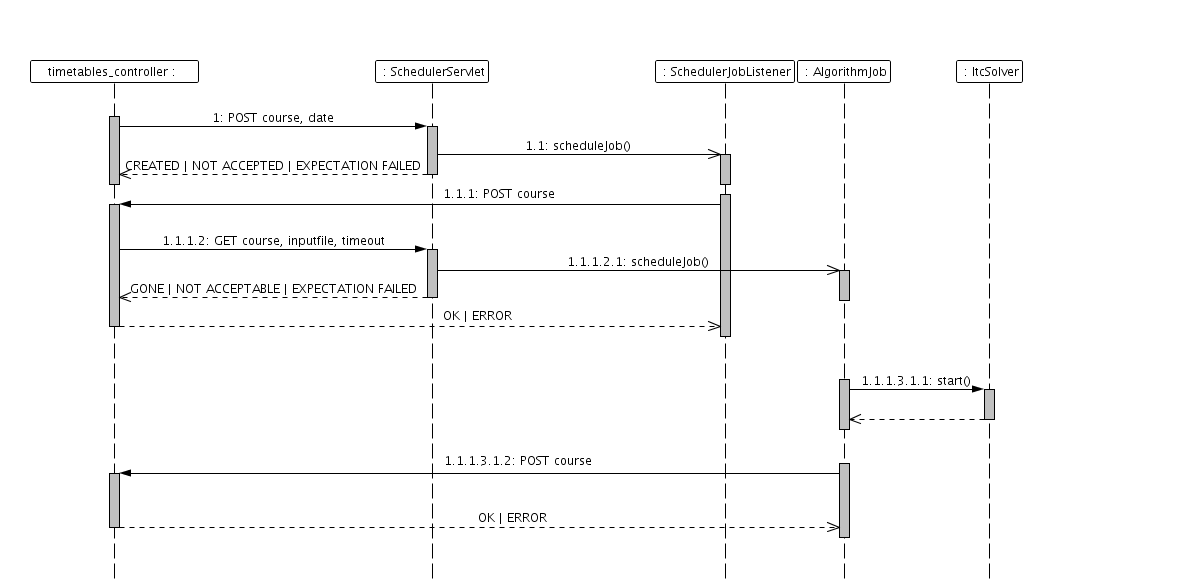 timetables_controller :
: SchedulerServlet
: SchedulerJobListener
: AlgorithmJob
: ItcSolver
1: POST course, date
1.1: scheduleJob()
CREATED | NOT ACCEPTED | EXPECTATION FAILED
1.1.1: POST course
1.1.1.2: GET course, inputfile, timeout
1.1.1.2.1: scheduleJob()
GONE | NOT ACCEPTABLE | EXPECTATION FAILED
OK | ERROR
1.1.1.3.1.1: start()
1.1.1.3.1.2: POST course
OK | ERROR